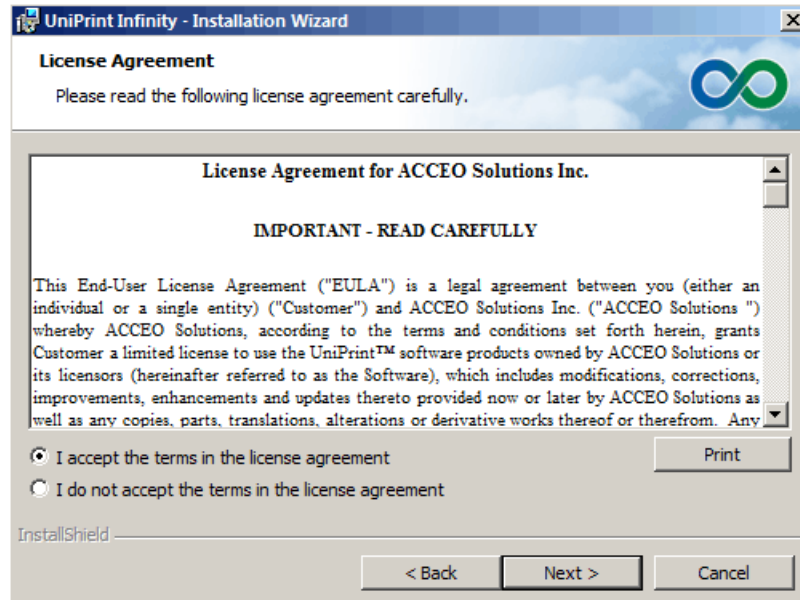 UniPrint Infinity - Installation Wizard
License Agreement
Please read the following license agreement carefully.
License Agreement for ACCEO Solutions Inc.
IMPORTANT - READ CAREFULLY
This End-User License Agreement ("EULA") is a legal agreement between you (either an
individual or a single entity) ("Customer") and ACCEO Solutions Inc. ("ACCEO Solutions ")
whereby ACCEO Solutions, according to the terms and conditions set forth herein, grants
Customer a limited license to use the UniPrint™ software products owned by ACCEO Solutions or
its licensors (hereinafter referred to as the Software), which includes modifications, corrections,
improvements, enhancements and updates thereto provided now or later by ACCEO Solutions as
well as any copies, parts, translations, alterations or derivative works thereof or therefrom. Any
I accept the terms in the license agreement
Print
I do not accept the terms in the license agreement
InstallShield
< Back
Next >
Cancel